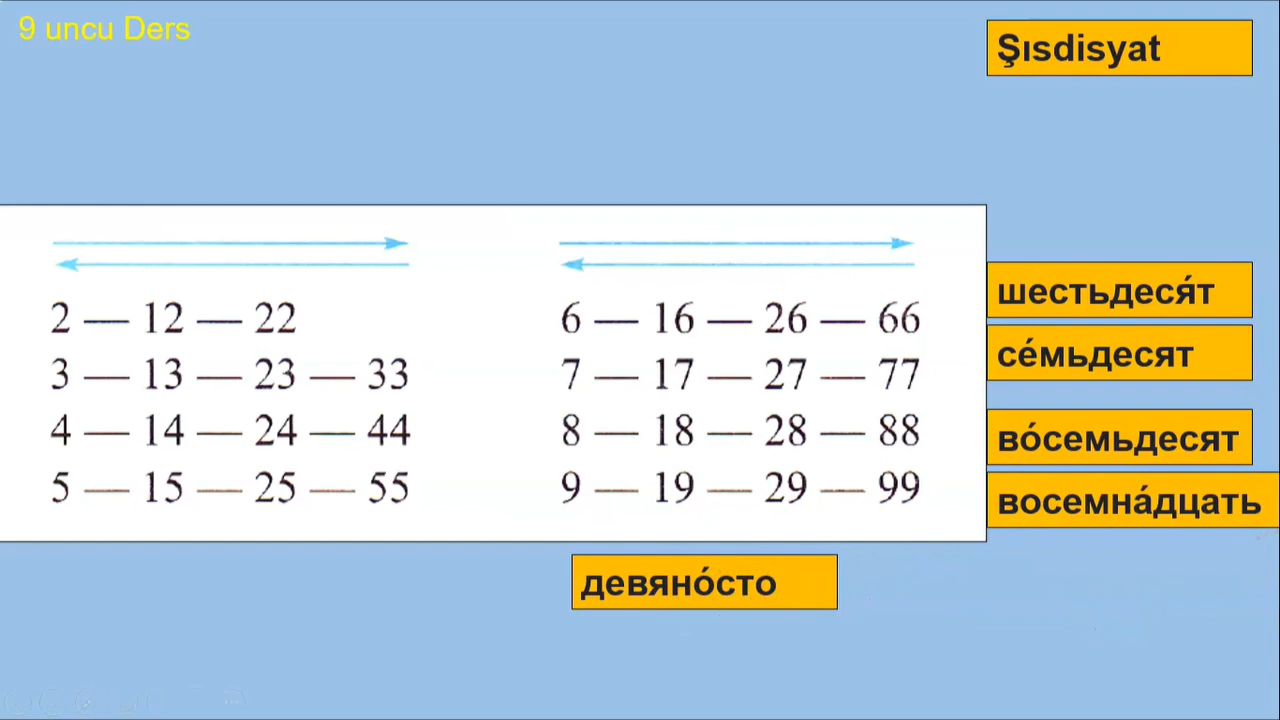 9 uncu Ders
Şısdisyat
2 — 12 — 22
3 — 13 — 23 — 33
4 — 14 — 24 — 44
5 — 15 — 25 — 55
6 — 16 — 26 — 66
7 — 17 — 27 — 77
8 — 18 — 28 — 88
9 — 19 — 29 — 99
шестьдеся́т
се́мьдесят
во́семьдесят
восемна́дцать
девяно́сто